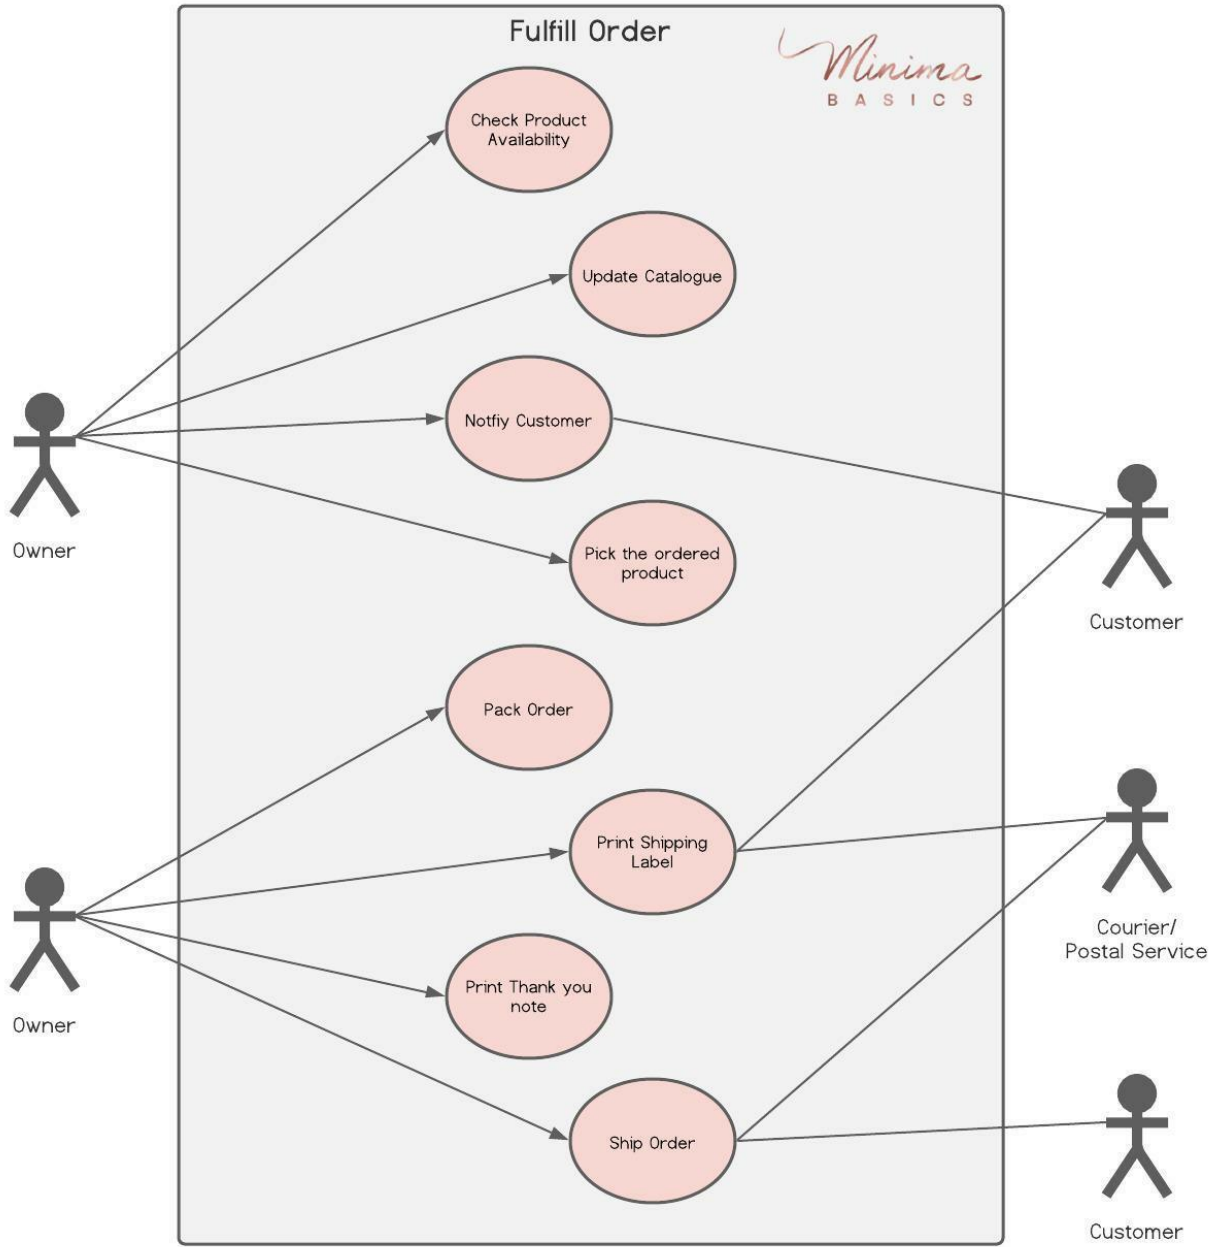 Fulfill Order
Minima
BASICS
Check Product
Availability
Update Catalogue
Notfiy Customer
Owner
Pick the ordered
product
Customer
Pack Order
Print Shipping
Label
Courier/
Postal Service
Print Thank you
note
Owner
Ship Order
Customer